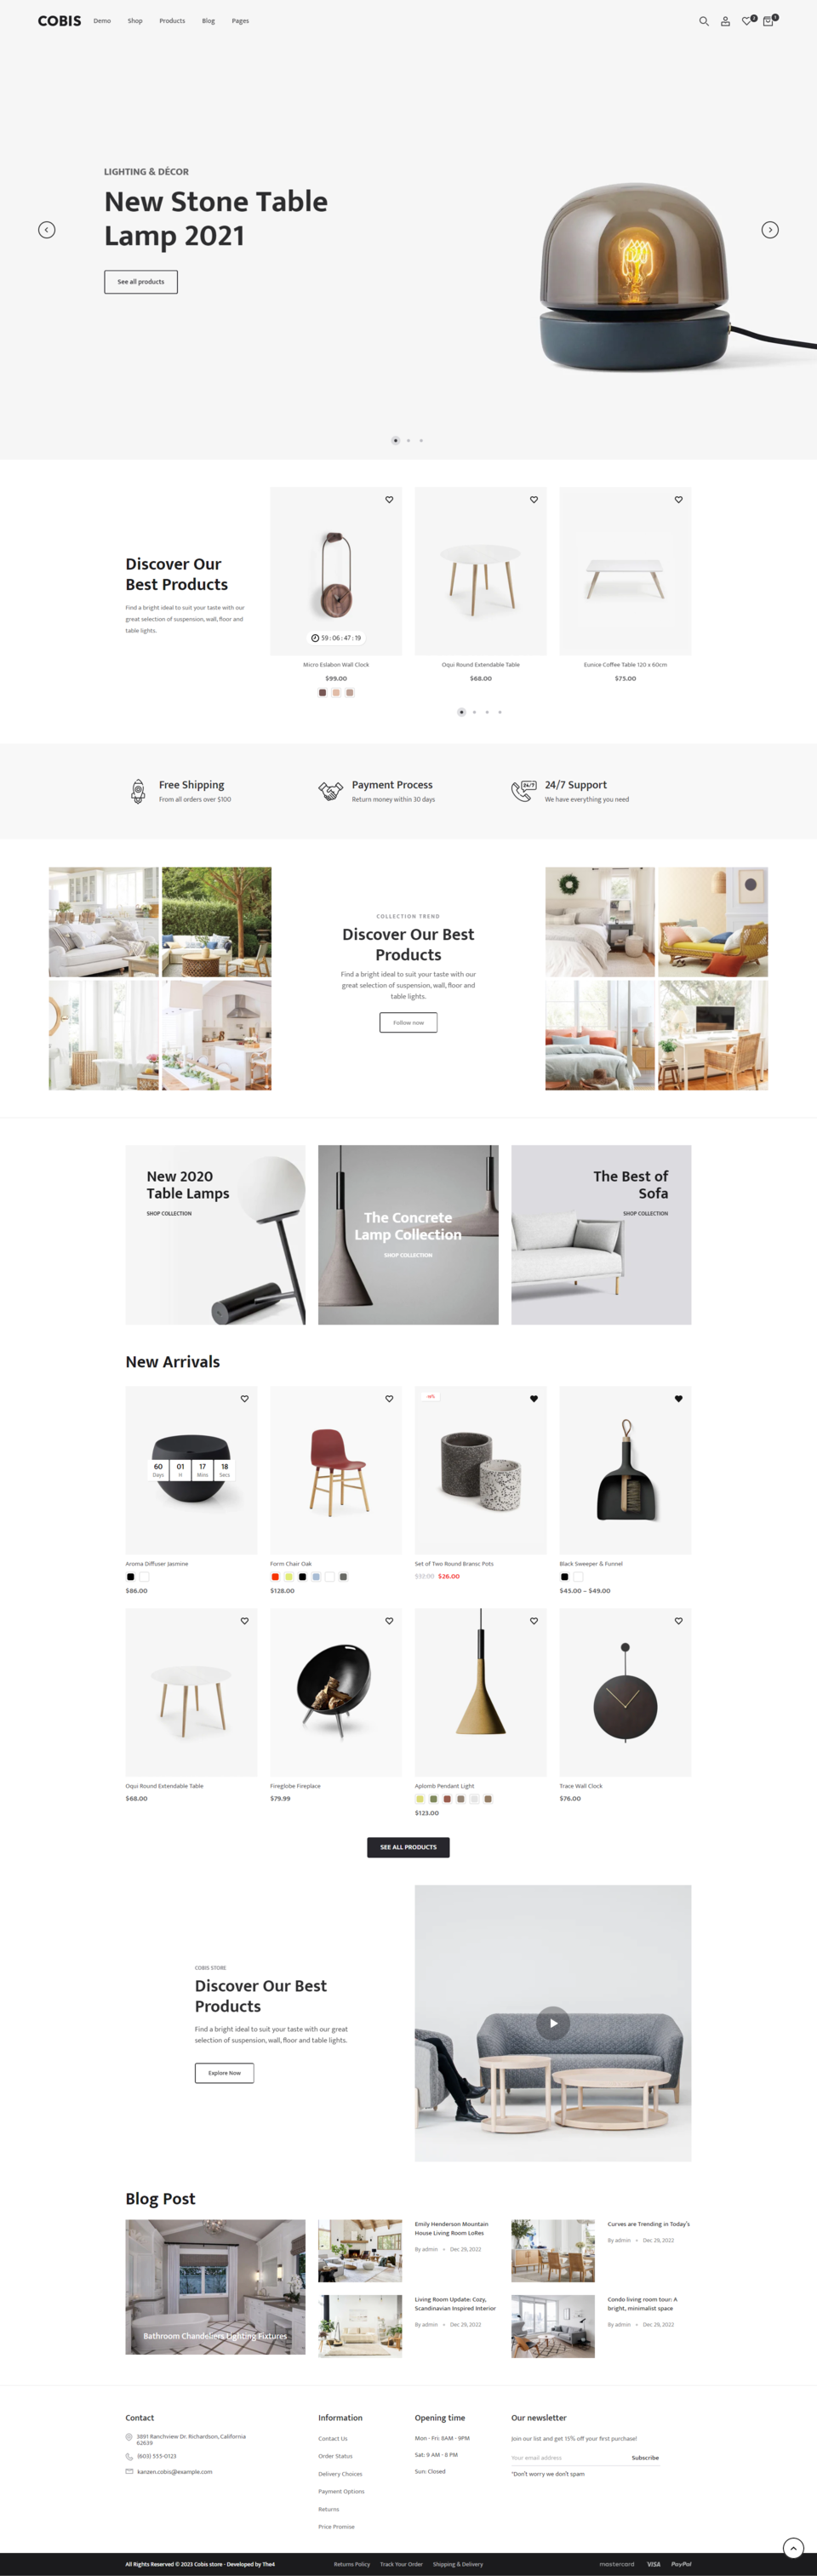 COBIS Demo Shop Products Blog Pages
2 1
LIGHTING & DÉCOR
New Stone Table
Lamp 2021
See all products
Discover Our
Best Products
Find a bright ideal to suit your taste with our
great selection of suspension, wall, floor and
table lights.
59 : 06 : 47 : 19
Micro Eslabon Wall Clock
$99.00
Oqui Round Extendable Table
$68.00
Eunice Coffee Table 120 x 60cm
$75.00
Free Shipping
From all orders over $100
Payment Process
Return money within 30 days
24/7
24/7 Support
We have everything you need
COLLECTION TREND
Discover Our Best
Products
Find a bright ideal to suit your taste with our
great selection of suspension, wall, floor and
table lights.
Follow now
New 2020
Table Lamps
SHOP COLLECTION
The Concrete
Lamp Collection
SHOP COLLECTION
The Best of
Sofa
SHOP COLLECTION
New Arrivals
60 01 17 18
Days H Mins Secs
Aroma Diffuser Jasmine
$86.00
Form Chair Oak
$128.00
Set of Two Round Bransc Pots
$26.00
Black Sweeper & Funnel
$45.00 – $49.00
Oqui Round Extendable Table
$68.00
Fireglobe Fireplace
$79.99
Aplomb Pendant Light
$123.00
Trace Wall Clock
$76.00
SEE ALL PRODUCTS
COBIS STORE
Discover Our Best
Products
Find a bright ideal to suit your taste with our great
selection of suspension, wall, floor and table lights.
Explore Now
Blog Post
Bathroom Chandeliers Lighting Fixtures
Emily Henderson Mountain
House Living Room LoRes
By admin • Dec 29, 2022
Curves are Trending in Today's
By admin • Dec 29, 2022
Living Room Update: Cozy,
Scandinavian Inspired Interior
By admin • Dec 29, 2022
Condo living room tour: A
bright, minimalist space
By admin • Dec 29, 2022
Contact
3891 Ranchview Dr. Richardson, California
62639
(603) 555-0123
kanzen.cobis@example.com
Information
Contact Us
Order Status
Delivery Choices
Payment Options
Returns
Price Promise
Opening time
Mon - Fri: 8AM - 9PM
Sat: 9 AM - 8 PM
Sun: Closed
Our newsletter
Join our list and get 15% off your first purchase!
Your email address Subscribe
*Don't worry we don't spam
All Rights Reserved © 2023 Cobis store - Developed by The4 Returns Policy Track Your Order Shipping & Delivery mastercard VISA PayPal